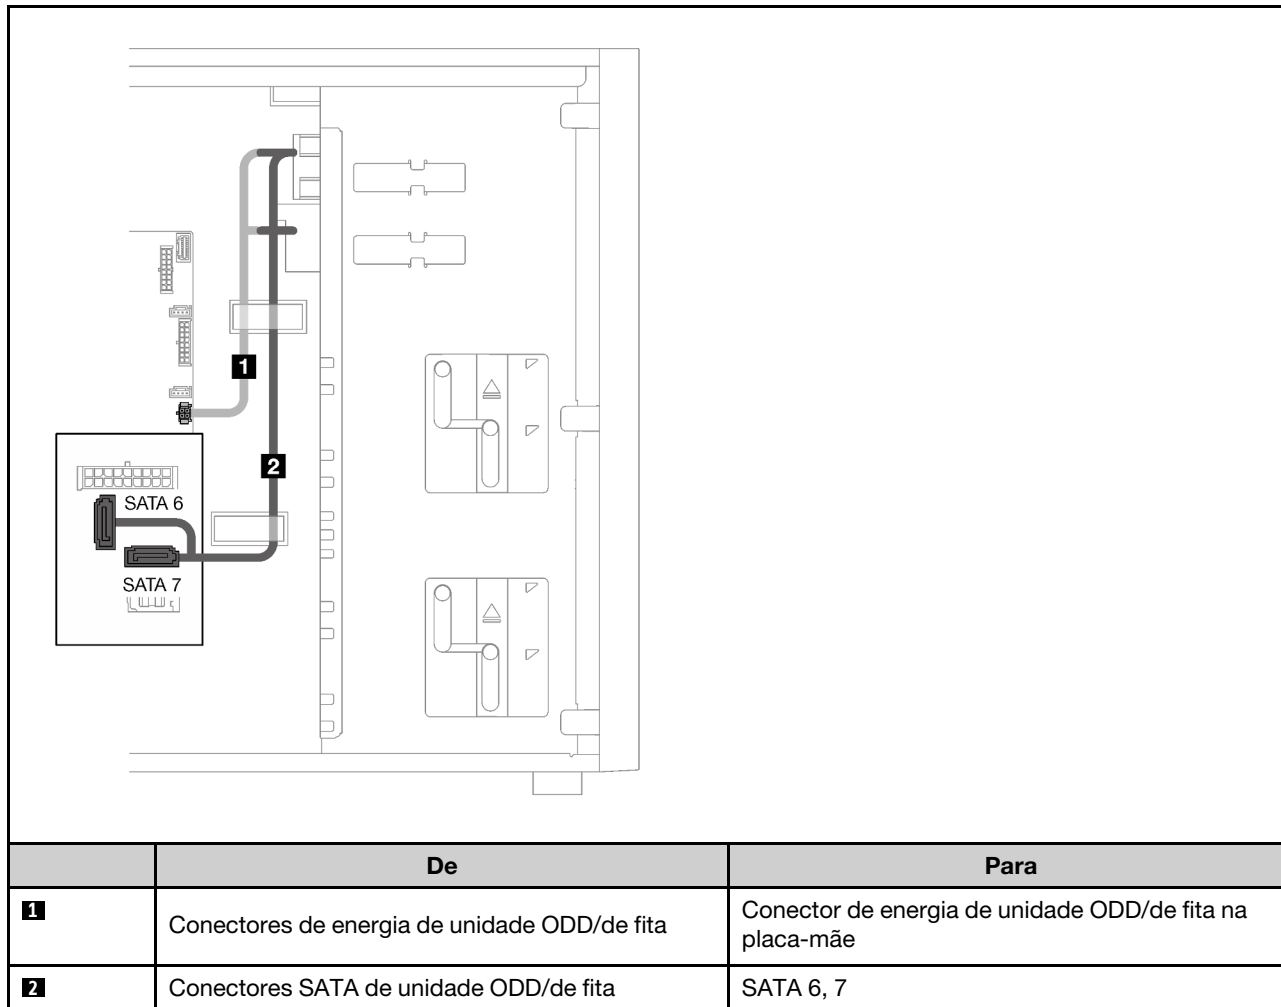 1
2
SATA 6
SATA 7
De
Para
1
Conectores de energia de unidade ODD/de fita
Conector de energia de unidade ODD/de fita na
placa-mãe
2
Conectores SATA de unidade ODD/de fita
SATA 6, 7